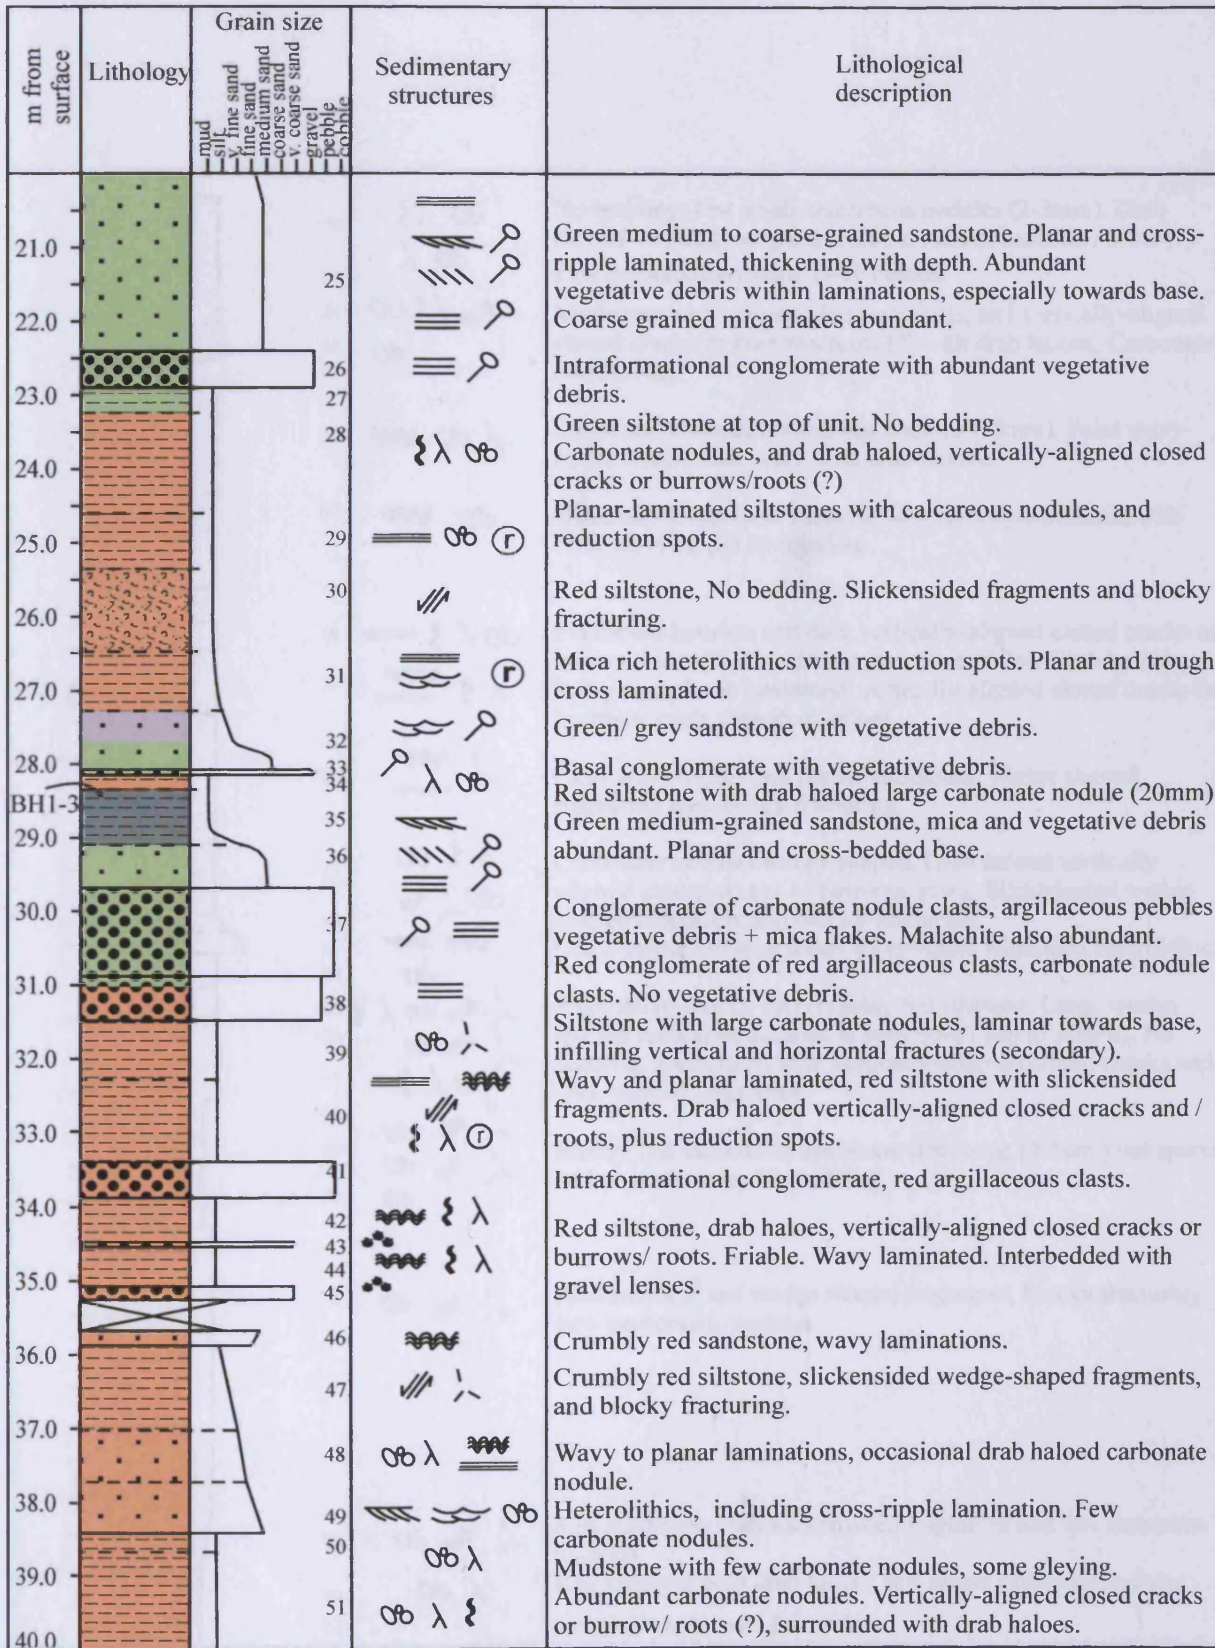 m from
surface
Lithology
Grain size
mud
silt
v. fine sand
fine sand
medium sand
coarse sand
v. coarse sand
gravel
pebble
cobble
Sedimentary
structures
Lithological
description
21.0
22.0
23.0
24.0
25.0
26.0
27.0
28.0
BH1-3
29.0
30.0
31.0
32.0
33.0
34.0
35.0
36.0
37.0
38.0
39.0
40.0
25
26
27
28
29
30
31
32
33
34
35
36
37
38
39
40
41
42
43
44
45
46
47
48
49
50
51
r
r
r
Green medium to coarse-grained sandstone. Planar and cross-
ripple laminated, thickening with depth. Abundant
vegetative debris within laminations, especially towards base.
Coarse grained mica flakes abundant.
Intraformational conglomerate with abundant vegetative
debris.
Green siltstone at top of unit. No bedding.
Carbonate nodules, and drab haloed, vertically-aligned closed
cracks or burrows/roots (?)
Planar-laminated siltstones with calcareous nodules, and
reduction spots.
Red siltstone, No bedding. Slickensided fragments and blocky
fracturing.
Mica rich heterolithics with reduction spots. Planar and trough
cross laminated.
Green/ grey sandstone with vegetative debris.
Basal conglomerate with vegetative debris.
Red siltstone with drab haloed large carbonate nodule (20mm)
Green medium-grained sandstone, mica and vegetative debris
abundant. Planar and cross-bedded base.
Conglomerate of carbonate nodule clasts, argillaceous pebbles
vegetative debris + mica flakes. Malachite also abundant.
Red conglomerate of red argillaceous clasts, carbonate nodule
clasts. No vegetative debris.
Siltstone with large carbonate nodules, laminar towards base,
infilling vertical and horizontal fractures (secondary).
Wavy and planar laminated, red siltstone with slickensided
fragments. Drab haloed vertically-aligned closed cracks and /
roots, plus reduction spots.
Intraformational conglomerate, red argillaceous clasts.
Red siltstone, drab haloes, vertically-aligned closed cracks or
burrows/ roots. Friable. Wavy laminated. Interbedded with
gravel lenses.
Crumbly red sandstone, wavy laminations.
Crumbly red siltstone, slickensided wedge-shaped fragments,
and blocky fracturing.
Wavy to planar laminations, occasional drab haloed carbonate
nodule.
Heterolithics, including cross-ripple lamination. Few
carbonate nodules.
Mudstone with few carbonate nodules, some gleying.
Abundant carbonate nodules. Vertically-aligned closed cracks
or burrow/ roots (?), surrounded with drab haloes.